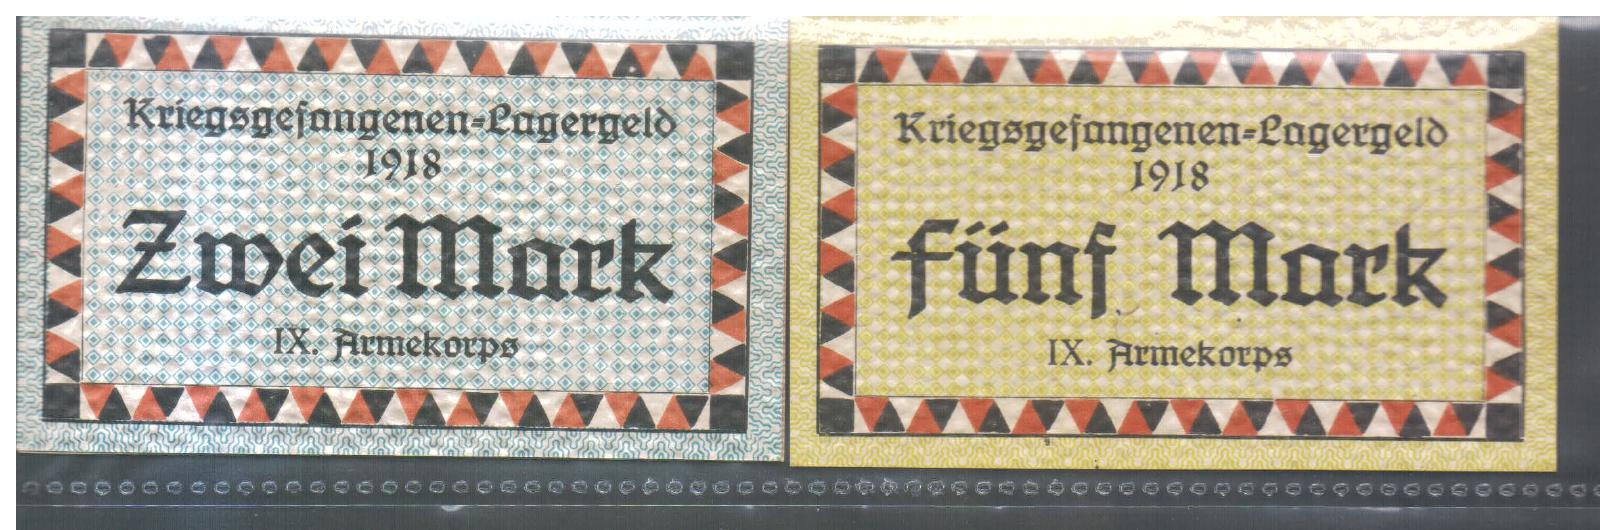 Kriegsgefangenen=Lagergeld
1918
Zwei Mark
IX. Armekorps
Kriegsgefangenen=Lagergeld
1918
Fünf Mark
IX. Armekorps